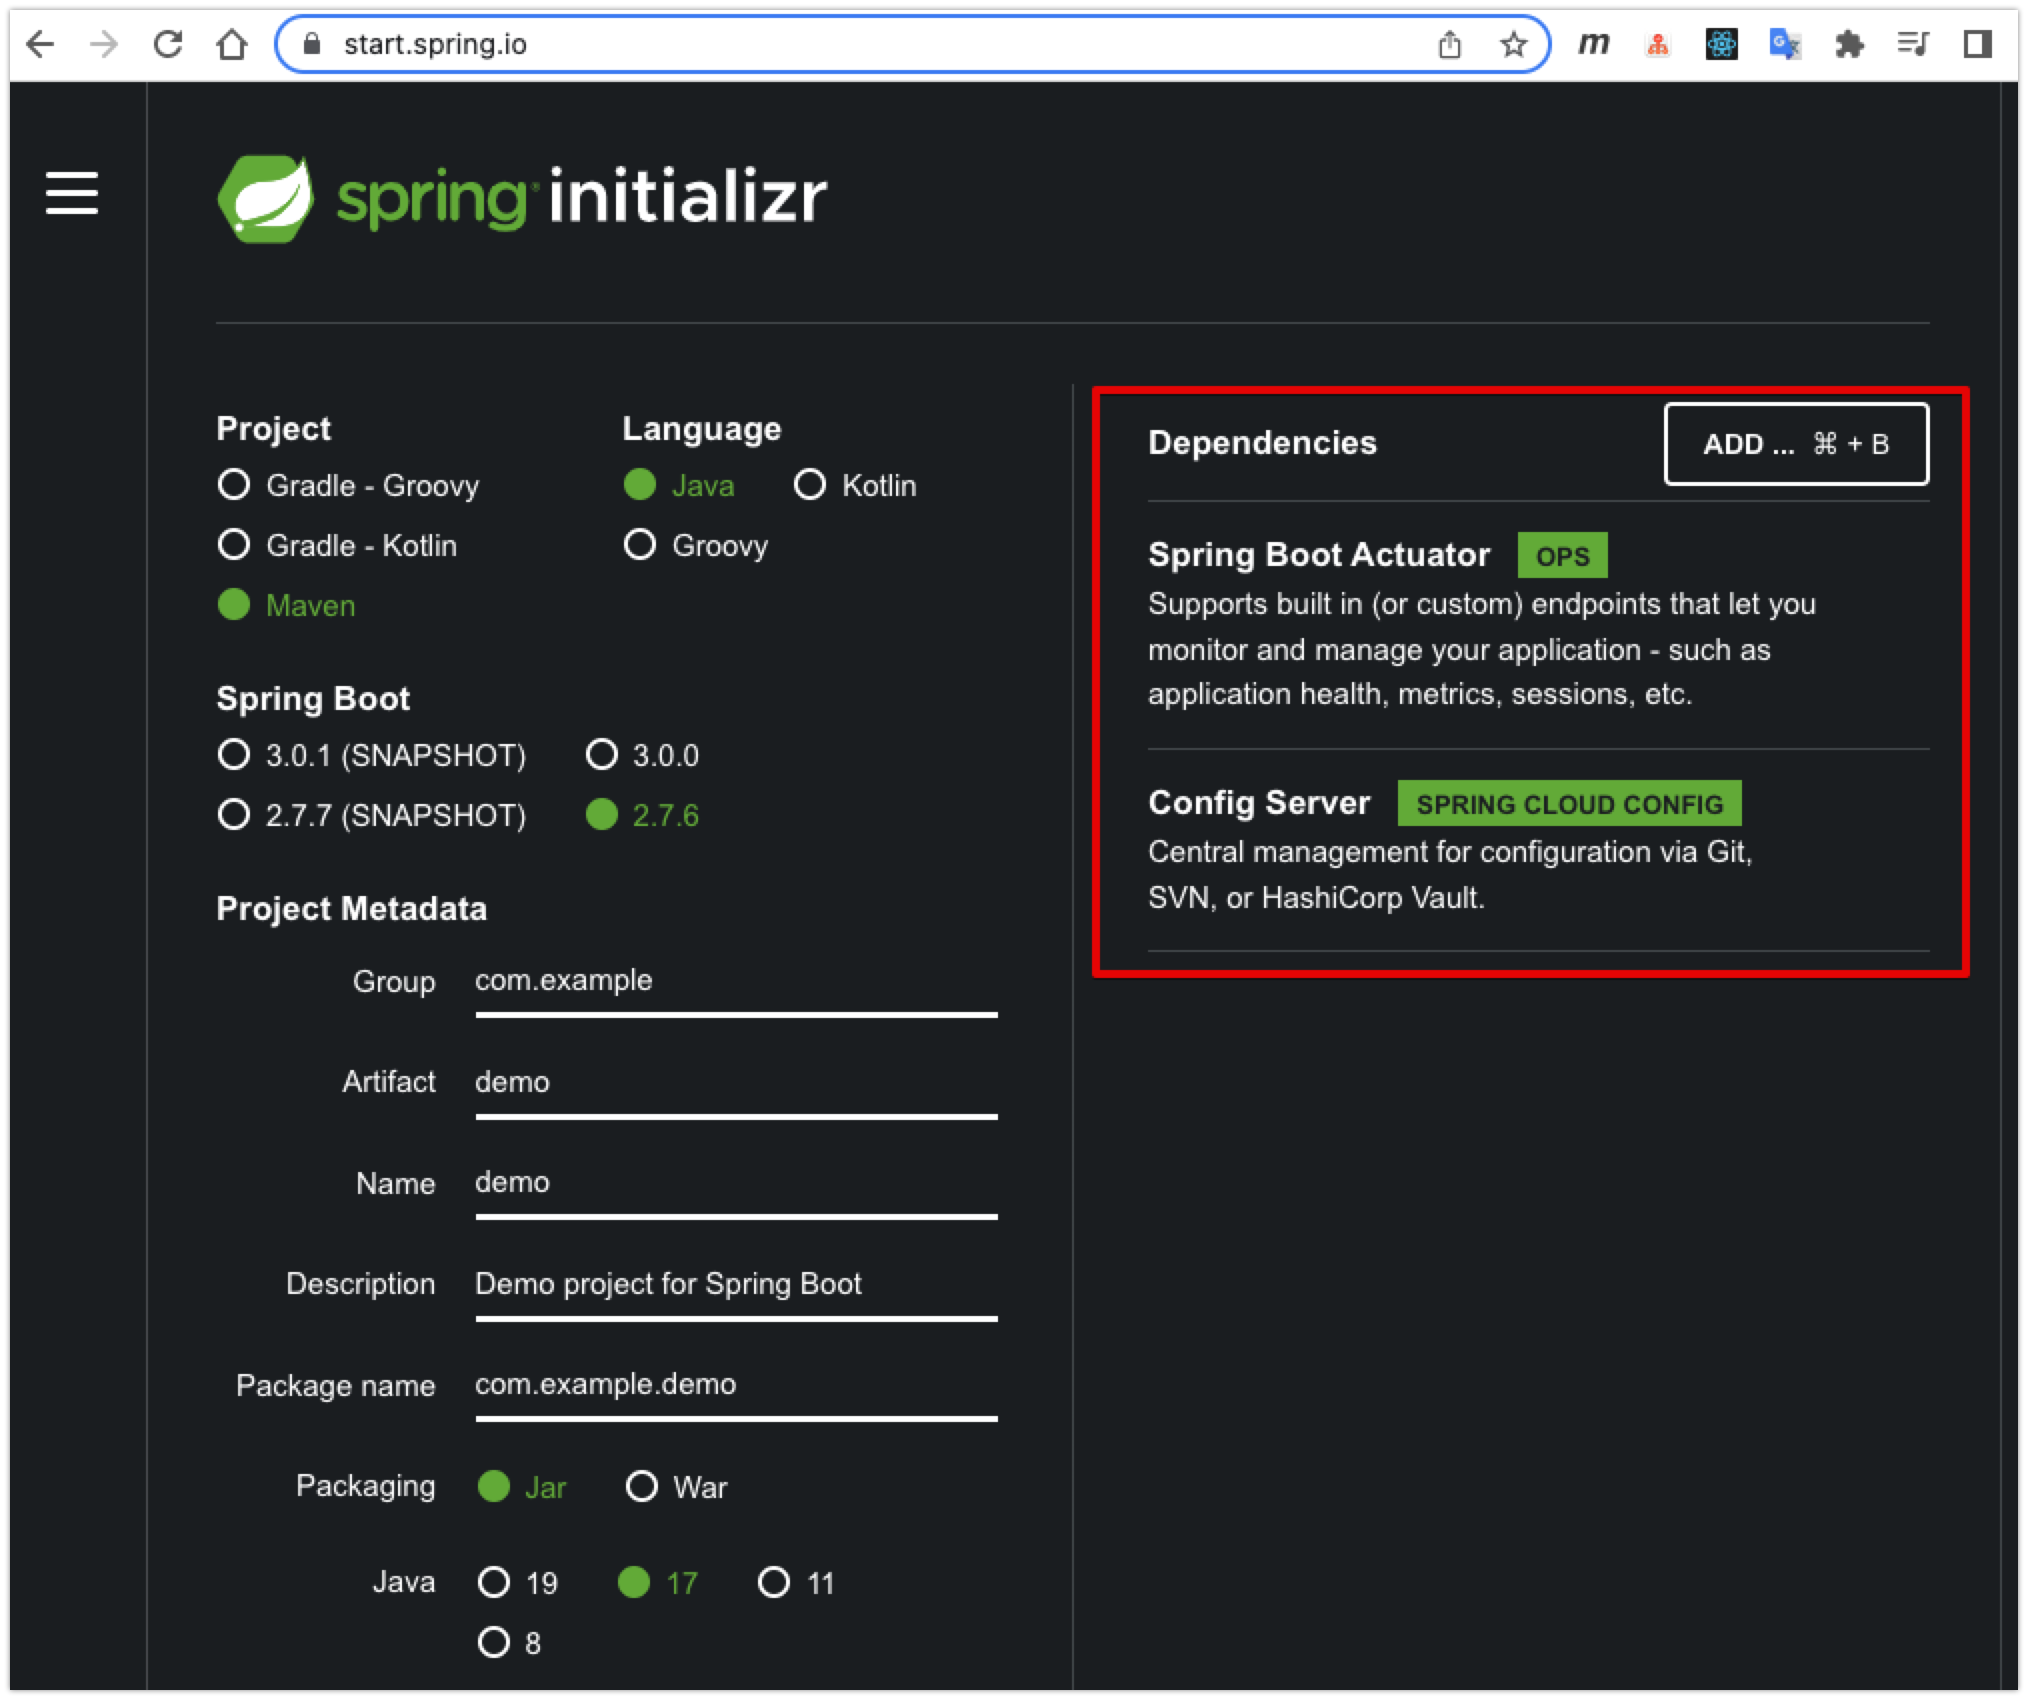 start.spring.io
m
spring initializr
Project
Gradle - Groovy
Gradle - Kotlin
Maven
Language
Java Kotlin
Groovy
Spring Boot
3.0.1 (SNAPSHOT) 3.0.0
2.7.7 (SNAPSHOT) 2.7.6
Project Metadata
Group com.example
Artifact demo
Name demo
Description Demo project for Spring Boot
Package name com.example.demo
Packaging Jar War
Java 19 17 11
8
Dependencies ADD ... ⌘ + B
Spring Boot Actuator OPS
Supports built in (or custom) endpoints that let you
monitor and manage your application - such as
application health, metrics, sessions, etc.
Config Server SPRING CLOUD CONFIG
Central management for configuration via Git,
SVN, or HashiCorp Vault.